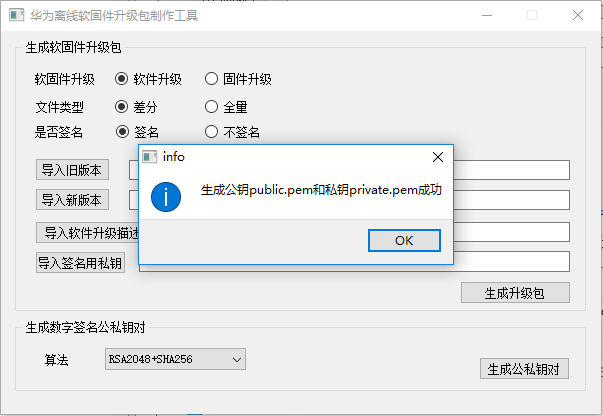 华为离线软固件升级包制作工具
生成软固件升级包
软固件升级 软件升级 固件升级
文件类型 差分 全量
是否签名 签名 不签名
info
导入旧版本
生成公钥public.pem和私钥private.pem成功
导入新版本
导入软件升级描述
OK
导入签名用私钥
生成升级包
生成数字签名公私钥对
算法 RSA2048+SHA256
生成公私钥对